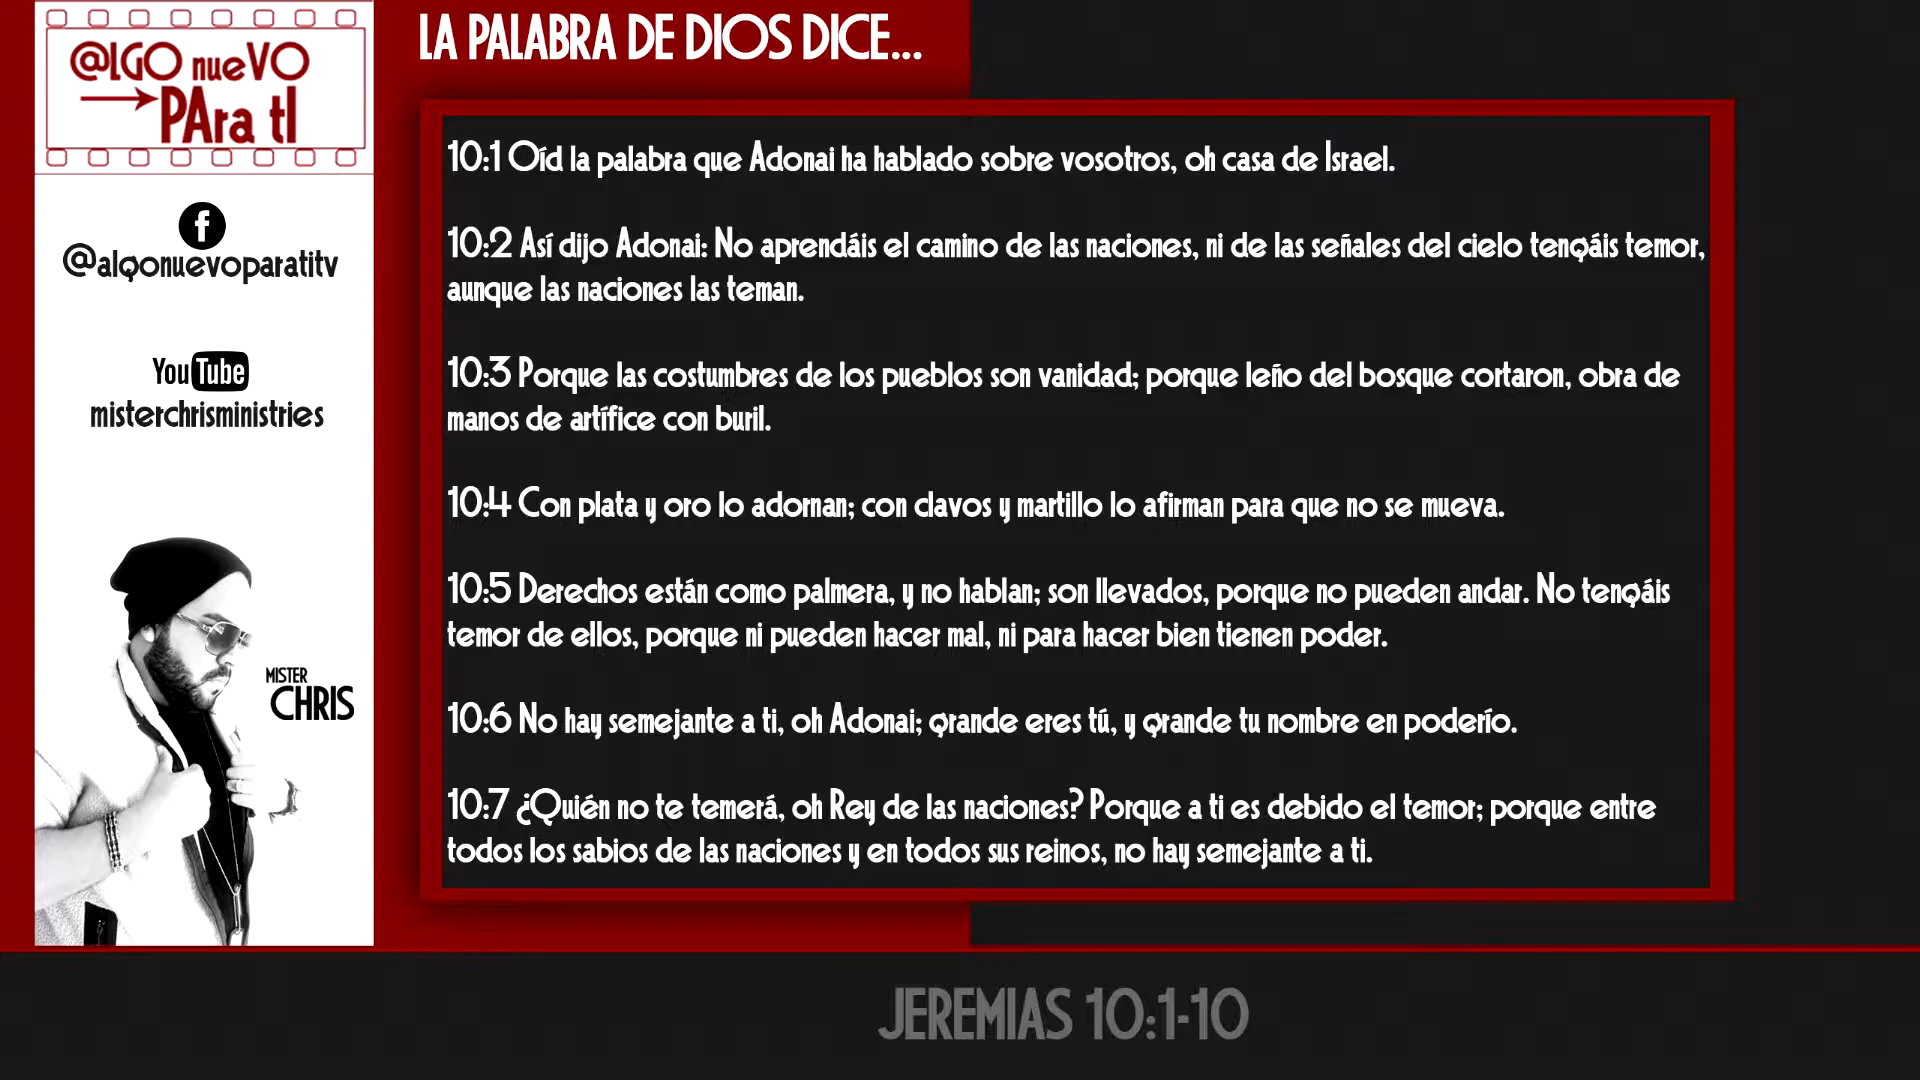 @LGO nueVO
PAra tI
@algonuevoparatitv
YouTube
misterchrisministries
MISTER
CHRIS
LA PALABRA DE DIOS DICE...
10:1 Oíd la palabra que Adonai ha hablado sobre vosotros, oh casa de Israel.
10:2 Así dijo Adonai: No aprendáis el camino de las naciones, ni de las señales del cielo tengáis temor,
aunque las naciones las teman.
10:3 Porque las costumbres de los pueblos son vanidad; porque leño del bosque cortaron, obra de
manos de artífice con buril.
10:4 Con plata y oro lo adornan; con clavos y martillo lo afirman para que no se mueva.
10:5 Derechos están como palmera, y no hablan; son llevados, porque no pueden andar. No tengáis
temor de ellos, porque ni pueden hacer mal, ni para hacer bien tienen poder.
10:6 No hay semejante a ti, oh Adonai; grande eres tú, y grande tu nombre en poderío.
10:7 ¿Quién no te temerá, oh Rey de las naciones? Porque a ti es debido el temor; porque entre
todos los sabios de las naciones y en todos sus reinos, no hay semejante a ti.
JEREMIAS 10:1-10